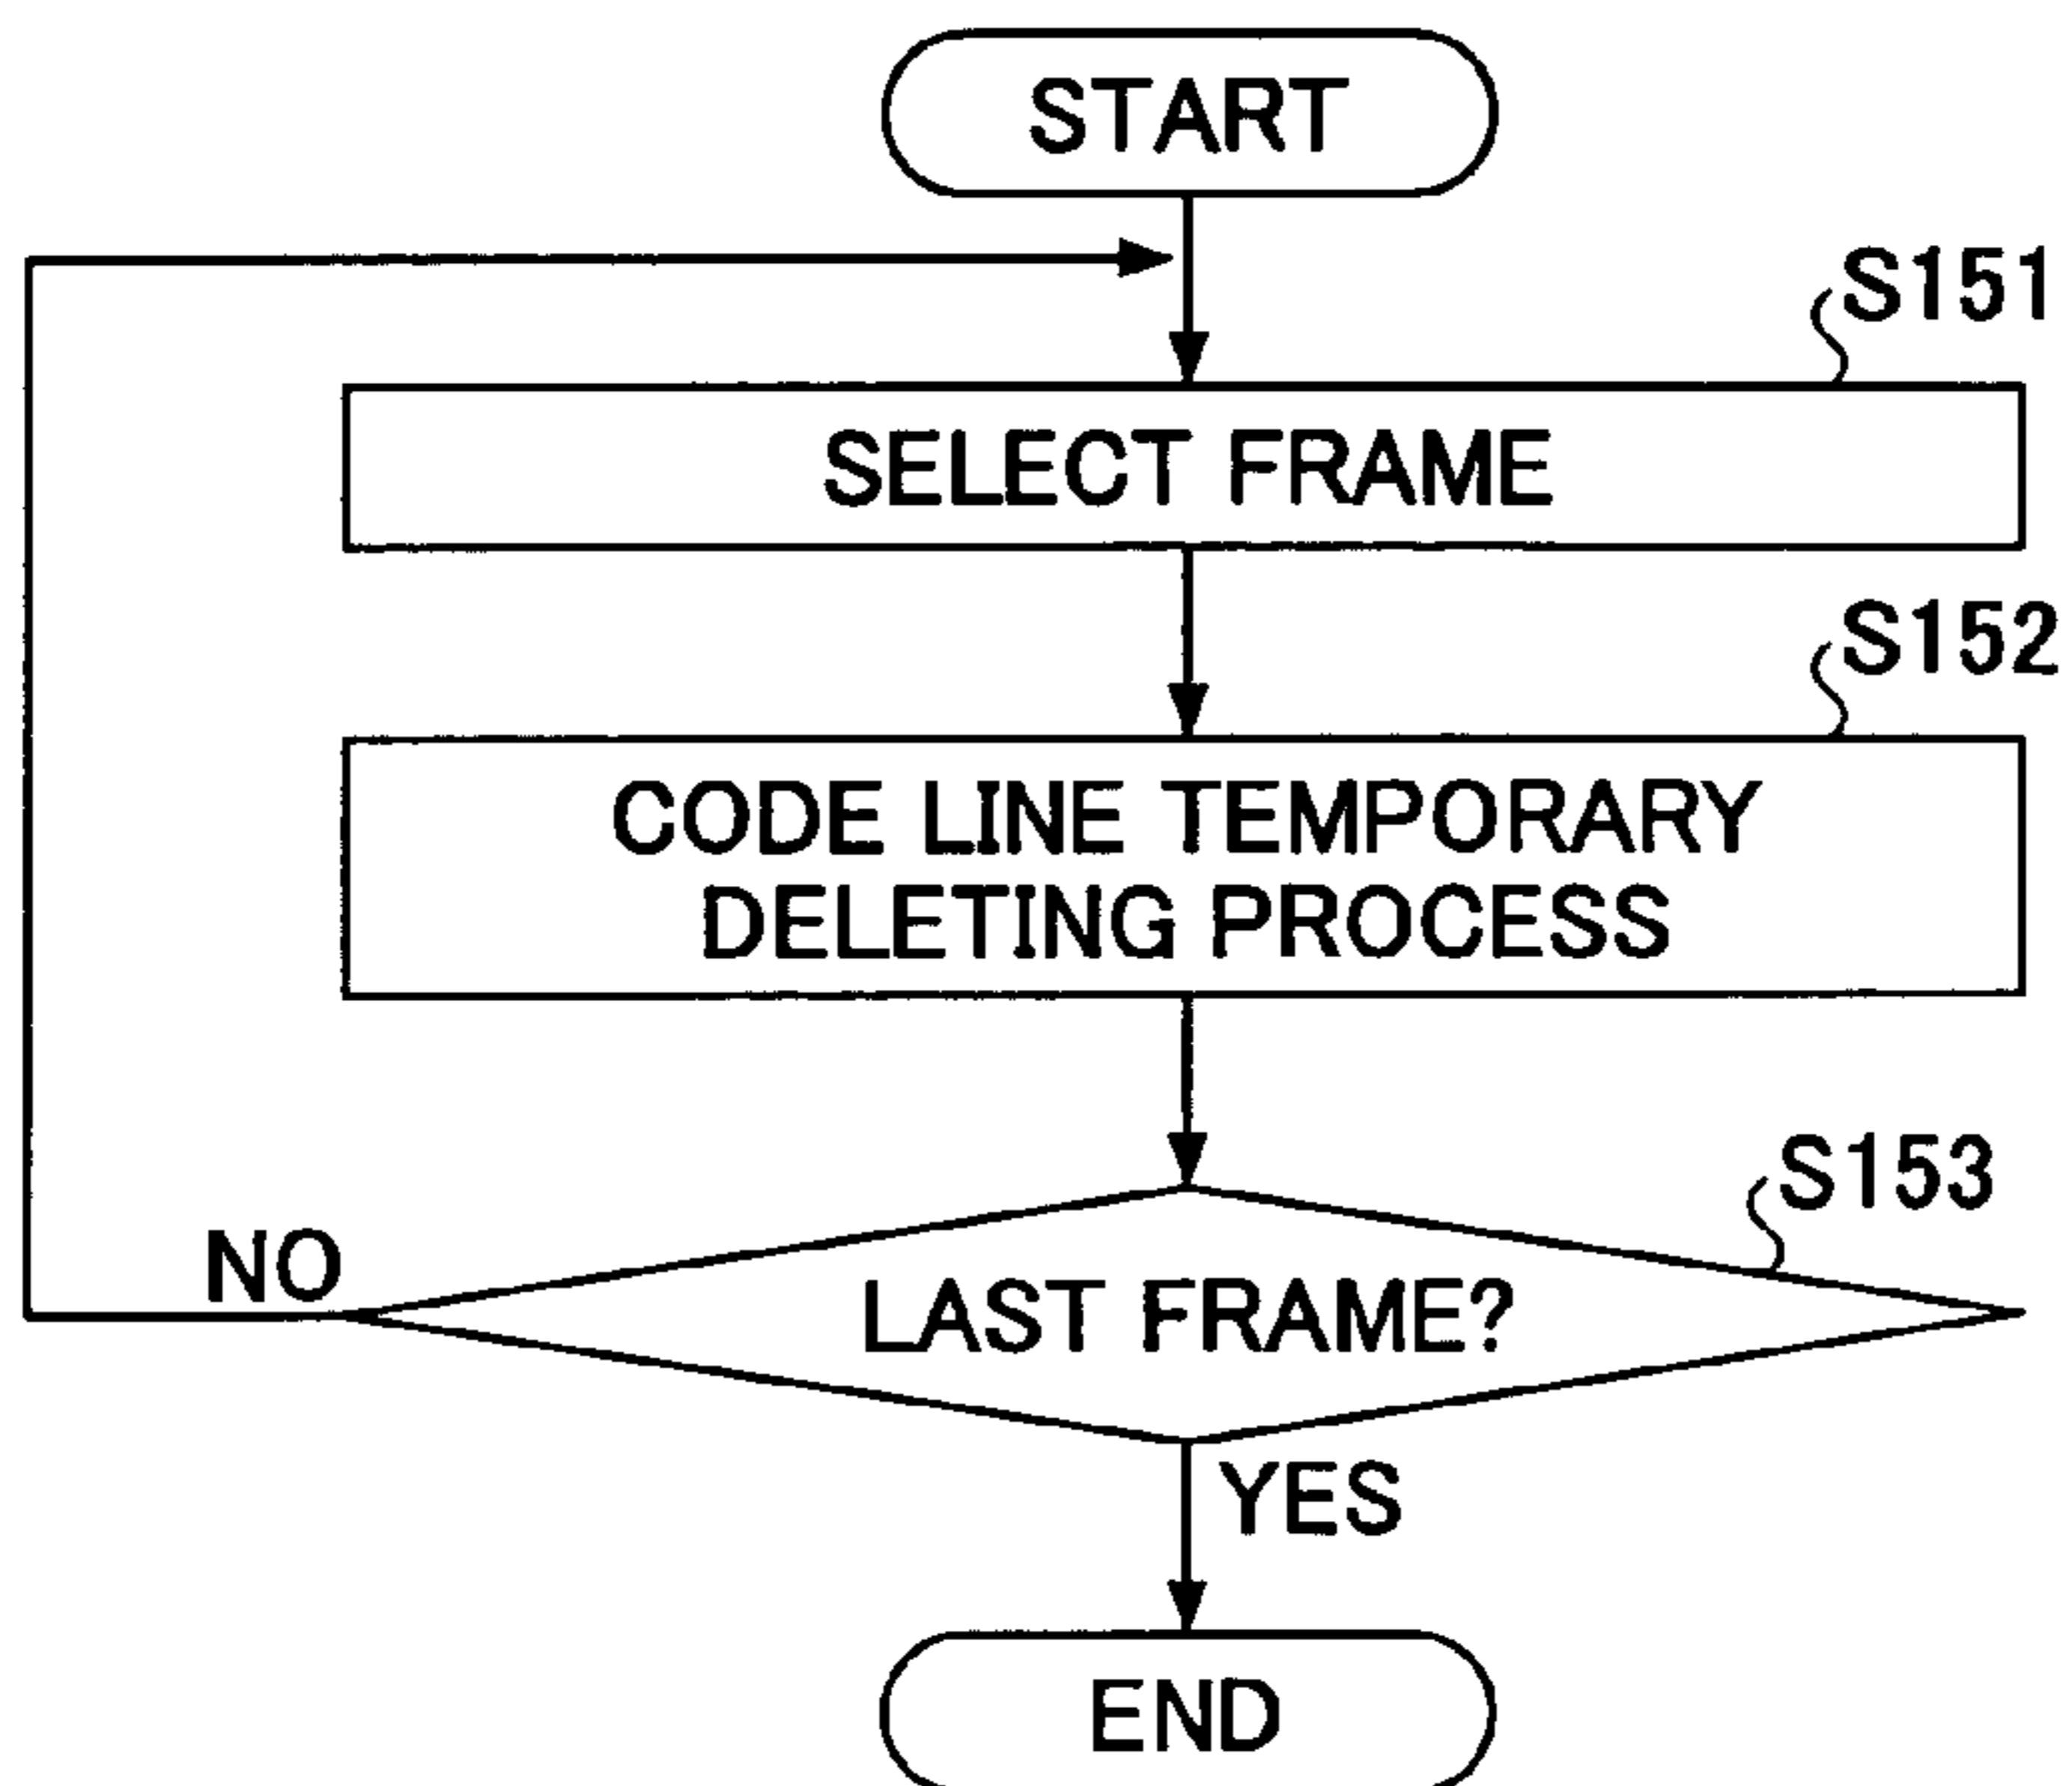 START
S151
SELECT FRAME
S152
CODE LINE TEMPORARY
DELETING PROCESS
S153
NO
LAST FRAME?
YES
END